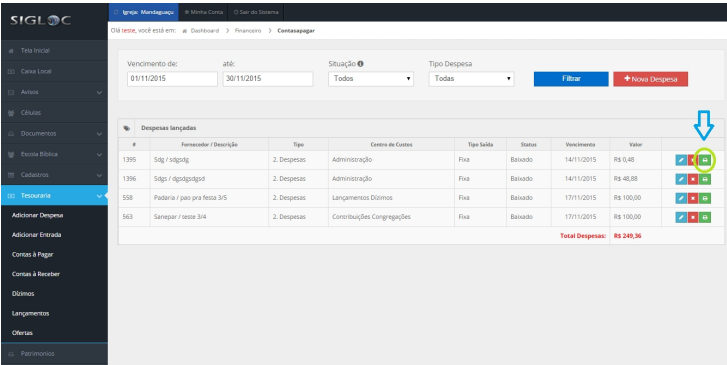 SIGLOC
Igreja: Mandaguaçu Minha Conta Sair do Sistema
Olá teste, você está em: Dashboard > Financeiro > Contasapagar
Tela Inicial
Caixa Local
Avisos
Células
Documentos
Escola Bíblica
Cadastros
Tesouraria
Adicionar Despesa
Adicionar Entrada
Contas à Pagar
Contas à Receber
Dízimos
Lançamentos
Ofertas
Patrimonios
Vencimento de: até: Situação Tipo Despesa
01/11/2015 30/11/2015 Todos Todas Filtrar + Nova Despesa
Despesas lançadas
# Fornecedor / Descrição Tipo Centro de Custos Tipo Saída Status Vencimento Valor
1395 Sdg / sdgsdg 2. Despesas Administração Fixa Baixado 14/11/2015 R$ 0,48
1396 Sdgs / dgsdgsdgsd 2. Despesas Administração Fixa Baixado 14/11/2015 R$ 48,88
558 Padaria / pao pra festa 3/5 2. Despesas Lançamentos Dízimos Fixa Baixado 17/11/2015 R$ 100,00
563 Sanepar / teste 3/4 2. Despesas Contribuições Congregações Fixa Baixado 17/11/2015 R$ 100,00
Total Despesas: R$ 249,36